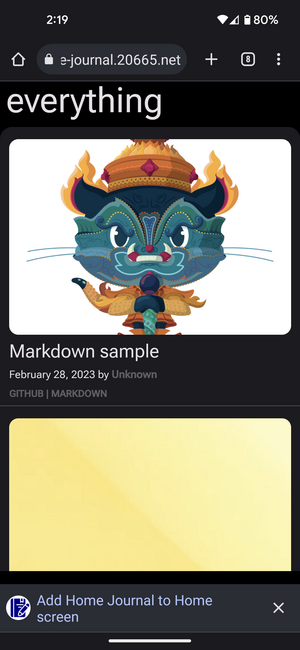 2:19
80%
e-journal.20665.net
8
everything
Markdown sample
February 28, 2023 by Unknown
GITHUB | MARKDOWN
Add Home Journal to Home
screen